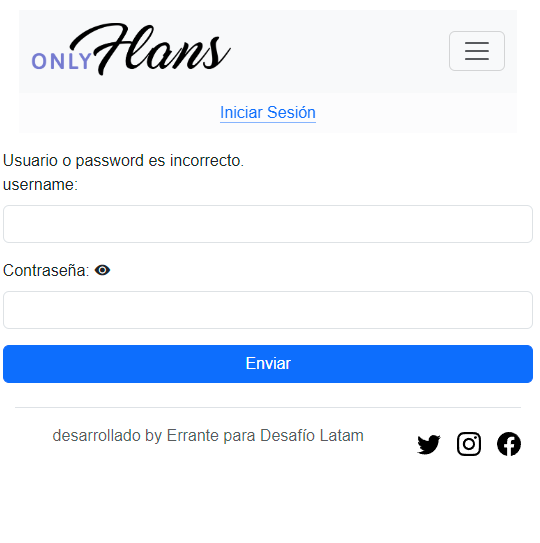 ONLY Flans
Iniciar Sesión
Usuario o password es incorrecto.
username:
Contraseña:
Enviar
desarrollado by Errante para Desafío Latam